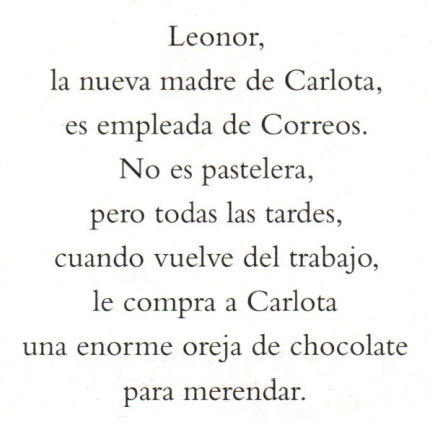 Leonor,
la nueva madre de Carlota,
es empleada de Correos.
No es pastelera,
pero todas las tardes,
cuando vuelve del trabajo,
le compra a Carlota
una enorme oreja de chocolate
para merendar.